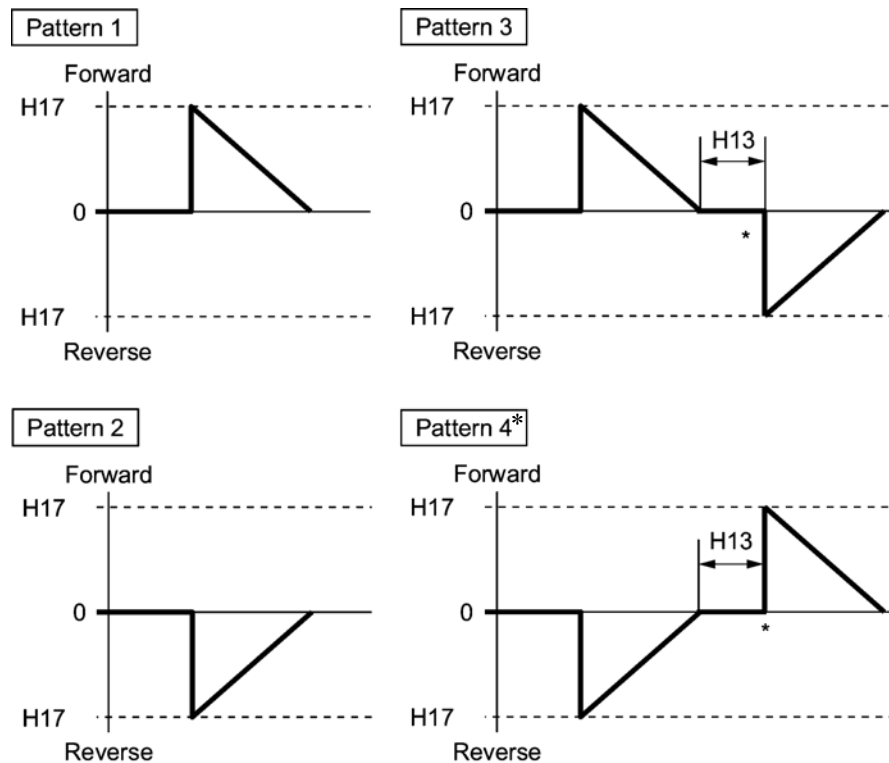 Pattern 1
Forward
H17
0
H17
Reverse
Pattern 3
Forward
H17
H13
0
*
H17
Reverse
Pattern 2
Forward
H17
0
H17
Reverse
Pattern 4*
Forward
H17
H13
0
*
H17
Reverse